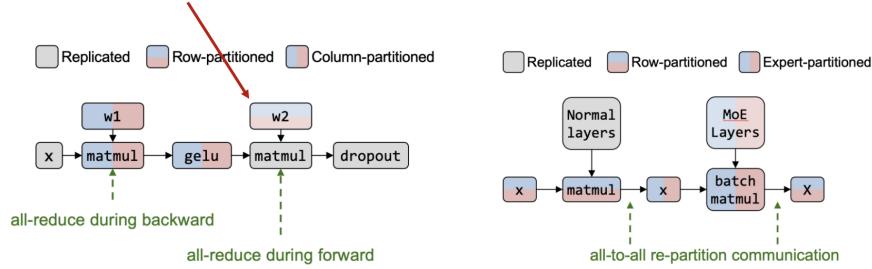 Replicated
Row-partitioned
Column-partitioned
w1
w2
x
matmul
gelu
matmul
dropout
all-reduce during backward
all-reduce during forward
Replicated
Row-partitioned
Expert-partitioned
Normal
layers
MoE
Layers
x
matmul
x
batch
matmul
X
all-to-all re-partition communication